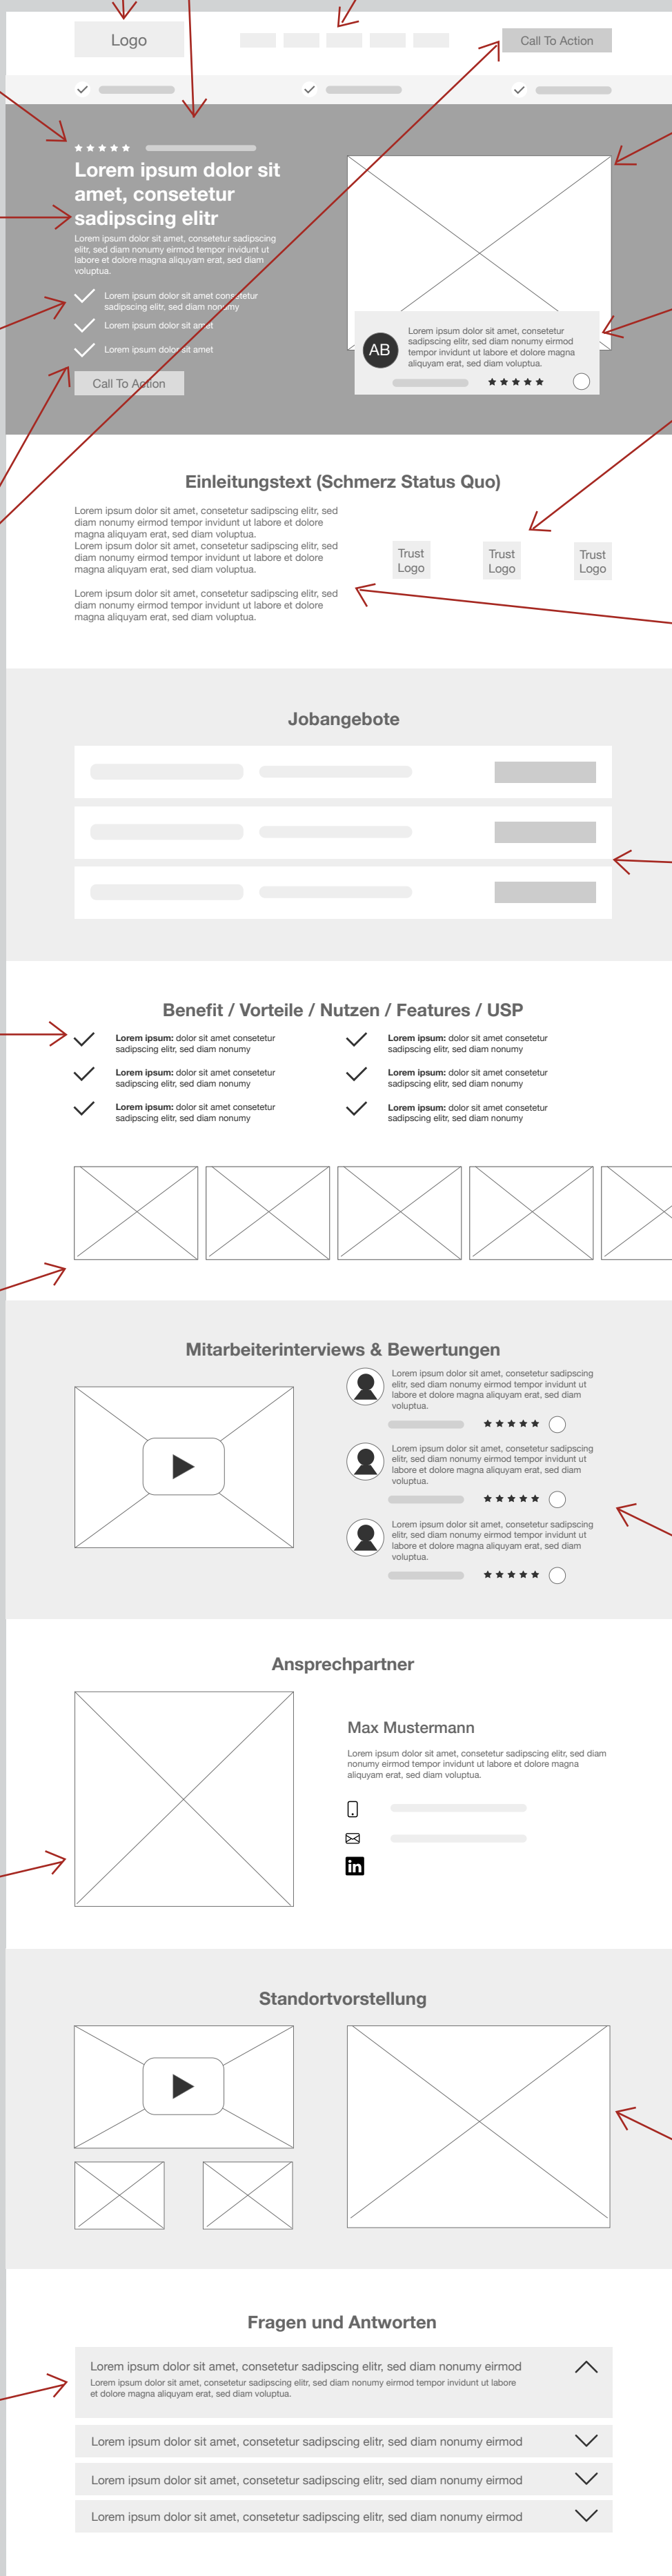 Logo
Call To Action
Lorem ipsum dolor sit
amet, consetetur
sadipscing elitr
Lorem ipsum dolor sit amet, consetetur sadipscing
elitr, sed diam nonumy eirmod tempor invidunt ut
labore et dolore magna aliquyam erat, sed diam
voluptua.
Lorem ipsum dolor sit amet consetetur
sadipscing elitr, sed diam nonumy
Lorem ipsum dolor sit amet
Lorem ipsum dolor sit amet
Call To Action
AB
Lorem ipsum dolor sit amet, consetetur
sadipscing elitr, sed diam nonumy eirmod
tempor invidunt ut labore et dolore magna
aliquyam erat, sed diam voluptua.
Einleitungstext (Schmerz Status Quo)
Lorem ipsum dolor sit amet, consetetur sadipscing elitr, sed
diam nonumy eirmod tempor invidunt ut labore et dolore
magna aliquyam erat, sed diam voluptua.
Lorem ipsum dolor sit amet, consetetur sadipscing elitr, sed
diam nonumy eirmod tempor invidunt ut labore et dolore
magna aliquyam erat, sed diam voluptua.
Lorem ipsum dolor sit amet, consetetur sadipscing elitr, sed
diam nonumy eirmod tempor invidunt ut labore et dolore
magna aliquyam erat, sed diam voluptua.
Trust
Logo
Trust
Logo
Trust
Logo
Jobangebote
Benefit / Vorteile / Nutzen / Features / USP
Lorem ipsum: dolor sit amet consetetur
sadipscing elitr, sed diam nonumy
Lorem ipsum: dolor sit amet consetetur
sadipscing elitr, sed diam nonumy
Lorem ipsum: dolor sit amet consetetur
sadipscing elitr, sed diam nonumy
Lorem ipsum: dolor sit amet consetetur
sadipscing elitr, sed diam nonumy
Lorem ipsum: dolor sit amet consetetur
sadipscing elitr, sed diam nonumy
Lorem ipsum: dolor sit amet consetetur
sadipscing elitr, sed diam nonumy
Mitarbeiterinterviews & Bewertungen
Lorem ipsum dolor sit amet, consetetur sadipscing
elitr, sed diam nonumy eirmod tempor invidunt ut
labore et dolore magna aliquyam erat, sed diam
voluptua.
Lorem ipsum dolor sit amet, consetetur sadipscing
elitr, sed diam nonumy eirmod tempor invidunt ut
labore et dolore magna aliquyam erat, sed diam
voluptua.
Lorem ipsum dolor sit amet, consetetur sadipscing
elitr, sed diam nonumy eirmod tempor invidunt ut
labore et dolore magna aliquyam erat, sed diam
voluptua.
Ansprechpartner
Max Mustermann
Lorem ipsum dolor sit amet, consetetur sadipscing elitr, sed diam
nonumy eirmod tempor invidunt ut labore et dolore magna
aliquyam erat, sed diam voluptua.
in
Standortvorstellung
Fragen und Antworten
Lorem ipsum dolor sit amet, consetetur sadipscing elitr, sed diam nonumy eirmod
Lorem ipsum dolor sit amet, consetetur sadipscing elitr, sed diam nonumy eirmod tempor invidunt ut labore
et dolore magna aliquyam erat, sed diam voluptua.
Lorem ipsum dolor sit amet, consetetur sadipscing elitr, sed diam nonumy eirmod
Lorem ipsum dolor sit amet, consetetur sadipscing elitr, sed diam nonumy eirmod
Lorem ipsum dolor sit amet, consetetur sadipscing elitr, sed diam nonumy eirmod